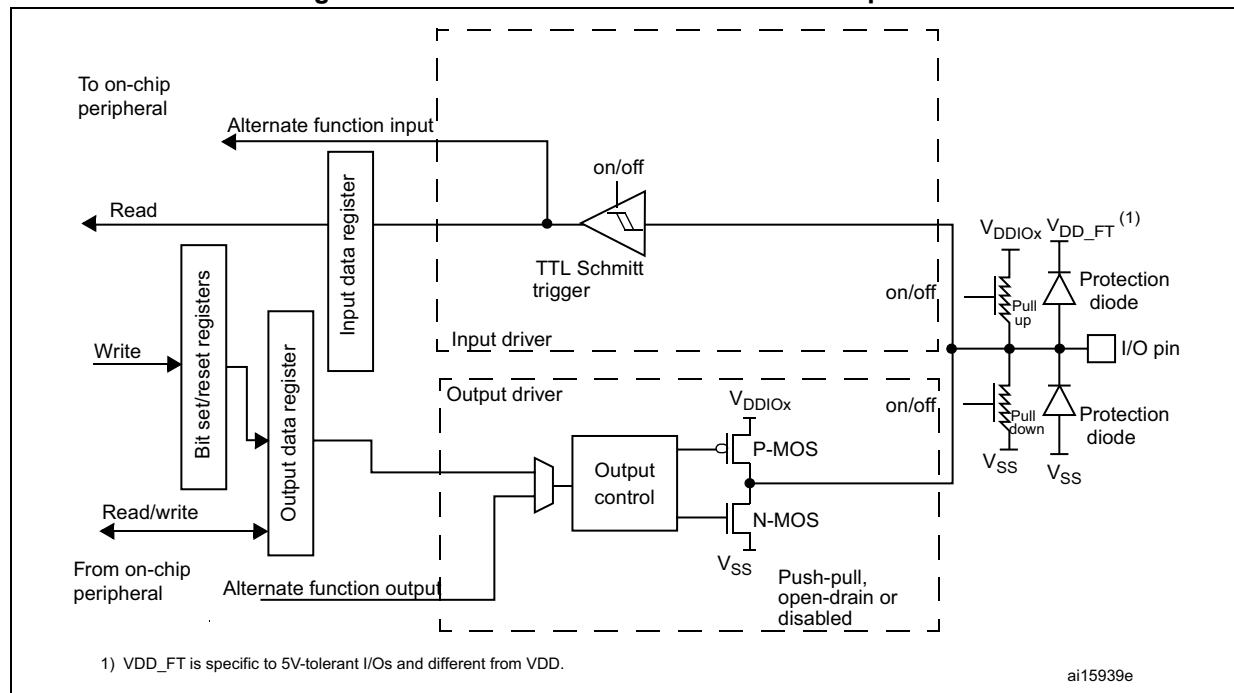 To on-chip
peripheral
Alternate function input
on/off
Read
Input data register
TTL Schmitt
trigger
Input driver
VDDIOx
VDD_FT (1)
on/off
Pull
up
Protection
diode
I/O pin
Write
Bit set/reset registers
Output data register
Read/write
From on-chip
peripheral
Alternate function output
Output driver
VDDIOx
P-MOS
Output
control
N-MOS
VSS
Push-pull,
open-drain or
disabled
on/off
Pull
down
VSS
Protection
diode
VSS
1) VDD_FT is specific to 5V-tolerant I/Os and different from VDD.
ai15939e